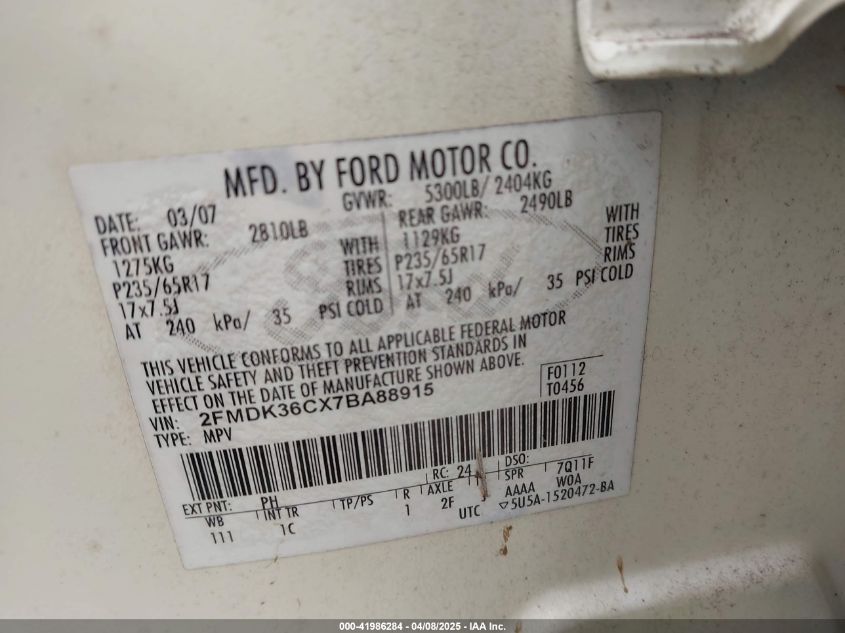 MFD. BY FORD MOTOR CO.
DATE: 03/07 GVWR: 5300LB/ 2404KG
FRONT GAWR: 2810LB REAR GAWR: 2490LB
1275KG WITH 1129KG WITH
P235/65R17 TIRES P235/65R17 TIRES
17x7.5J RIMS 17x7.5J RIMS
AT 240 kPa/ 35 PSI COLD AT 240 kPa/ 35 PSI COLD
THIS VEHICLE CONFORMS TO ALL APPLICABLE FEDERAL MOTOR
VEHICLE SAFETY AND THEFT PREVENTION STANDARDS IN
EFFECT ON THE DATE OF MANUFACTURE SHOWN ABOVE.
VIN: 2FMDK36CX7BA88915 F0112
TYPE: MPV T0456
EXT PNT: PH RC: 24 DSO:
WB INT TR TP/PS R AXLE SPR 7Q11F
111 1C 1 2F AAAA W0A
UTC ▽5U5A-1520472-BA
000-41986284 - 04/08/2025 - IAA Inc.